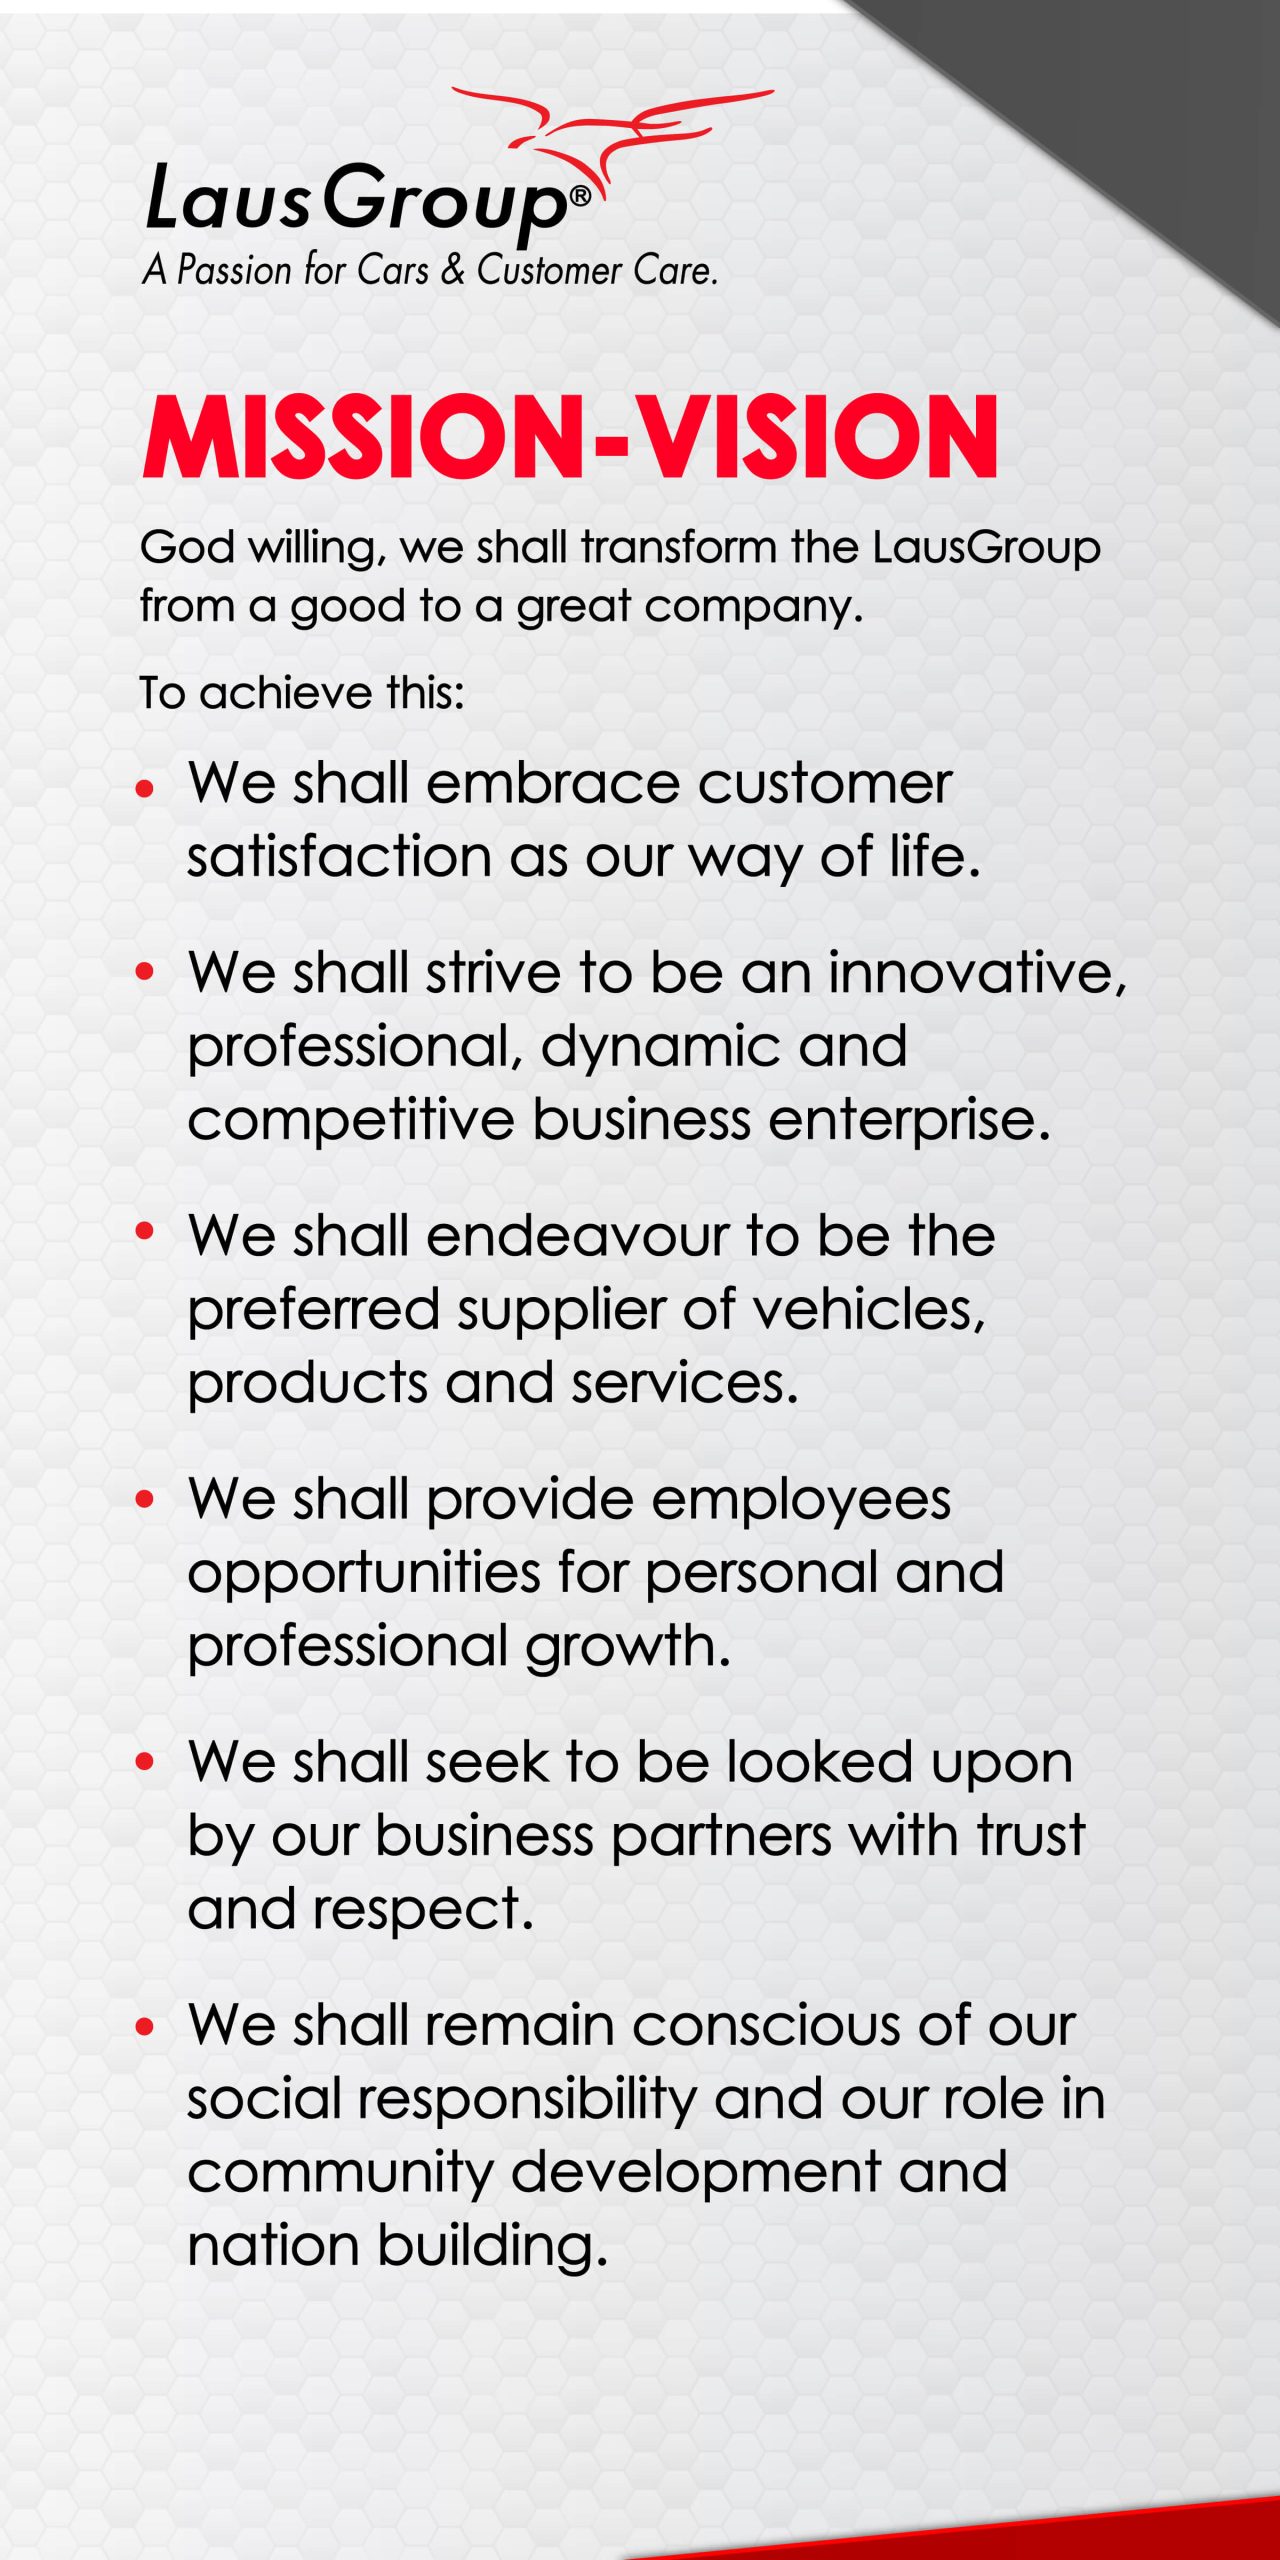 LausGroup®
A Passion for Cars & Customer Care.
MISSION-VISION
God willing, we shall transform the LausGroup
from a good to a great company.
To achieve this:
• We shall embrace customer
satisfaction as our way of life.
• We shall strive to be an innovative,
professional, dynamic and
competitive business enterprise.
• We shall endeavour to be the
preferred supplier of vehicles,
products and services.
• We shall provide employees
opportunities for personal and
professional growth.
• We shall seek to be looked upon
by our business partners with trust
and respect.
• We shall remain conscious of our
social responsibility and our role in
community development and
nation building.